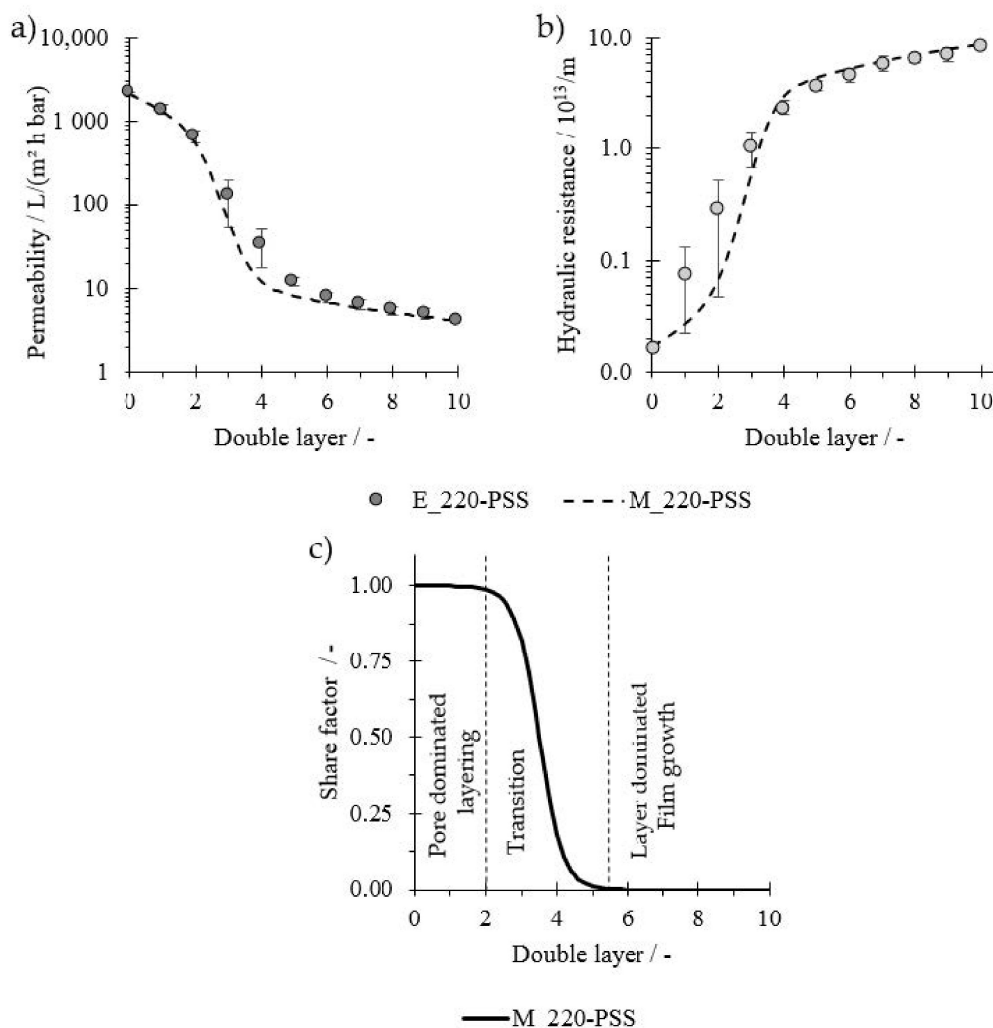 a)
10,000
1 000
100
10
1
Permeability / L/(m² h bar)
0 2 4 6 8 10
Double layer / -
b)
10.0
1.0
0.1
0.0
Hydraulic resistance / 10¹³/m
0 2 4 6 8 10
Double layer / -
E_220-PSS M_220-PSS
c)
1.00
0.75
0.50
0.25
0.00
Share factor / -
Pore dominated
layering
Transition
Layer dominated
Film growth
0 2 4 6 8 10
Double layer / -
M_220-PSS